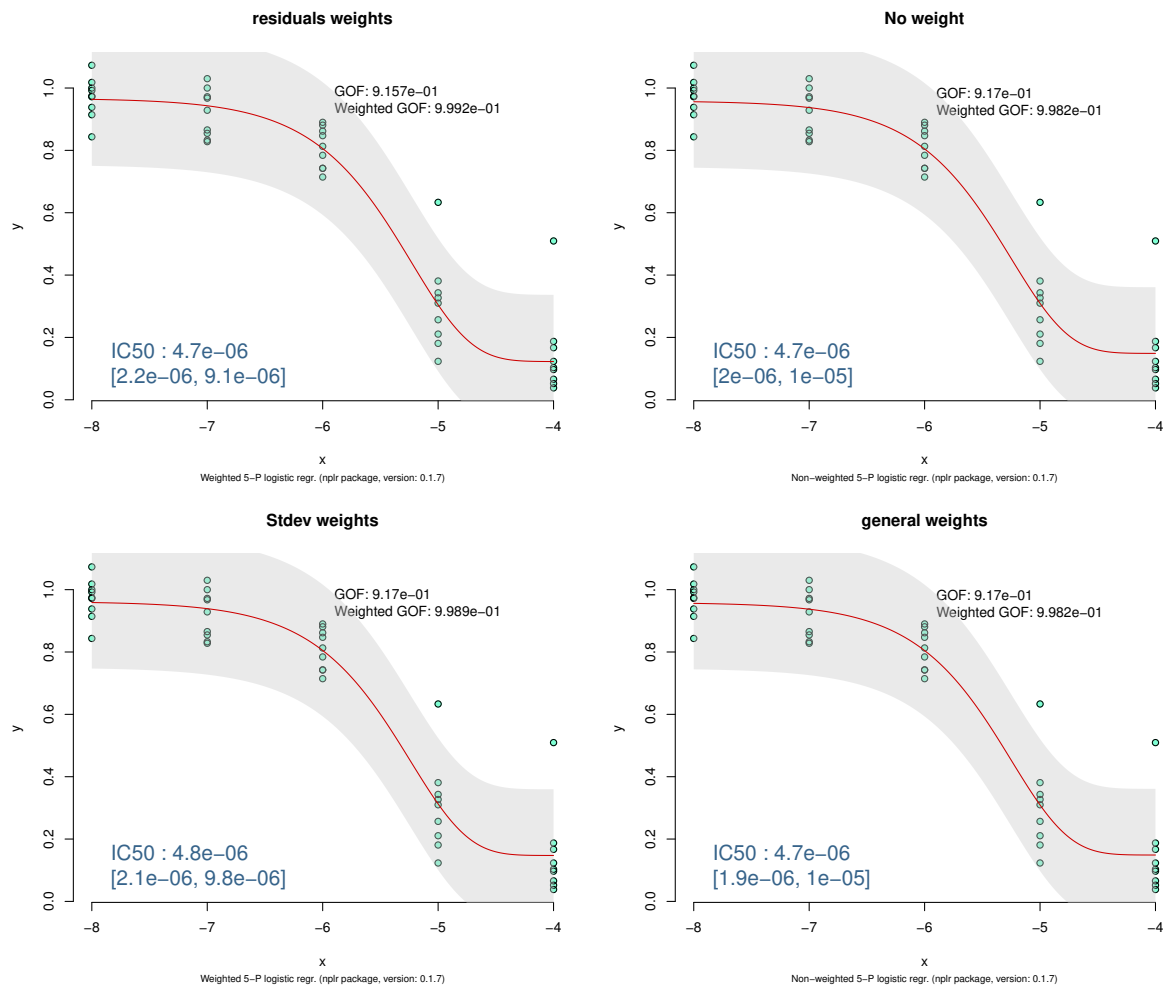 residuals weights
GOF: 9.157e−01
Weighted GOF: 9.992e−01
1.0
0.8
0.6
0.4
0.2
0.0
y
IC50 : 4.7e−06
[2.2e−06, 9.1e−06]
−8 −7 −6 −5 −4
x
Weighted 5−P logistic regr. (nplr package, version: 0.1.7)
No weight
GOF: 9.17e−01
Weighted GOF: 9.982e−01
1.0
0.8
0.6
0.4
0.2
0.0
y
IC50 : 4.7e−06
[2e−06, 1e−05]
−8 −7 −6 −5 −4
x
Non−weighted 5−P logistic regr. (nplr package, version: 0.1.7)
Stdev weights
GOF: 9.17e−01
Weighted GOF: 9.989e−01
1.0
0.8
0.6
0.4
0.2
0.0
y
IC50 : 4.8e−06
[2.1e−06, 9.8e−06]
−8 −7 −6 −5 −4
x
Weighted 5−P logistic regr. (nplr package, version: 0.1.7)
general weights
GOF: 9.17e−01
Weighted GOF: 9.982e−01
1.0
0.8
0.6
0.4
0.2
0.0
y
IC50 : 4.7e−06
[1.9e−06, 1e−05]
−8 −7 −6 −5 −4
x
Non−weighted 5−P logistic regr. (nplr package, version: 0.1.7)